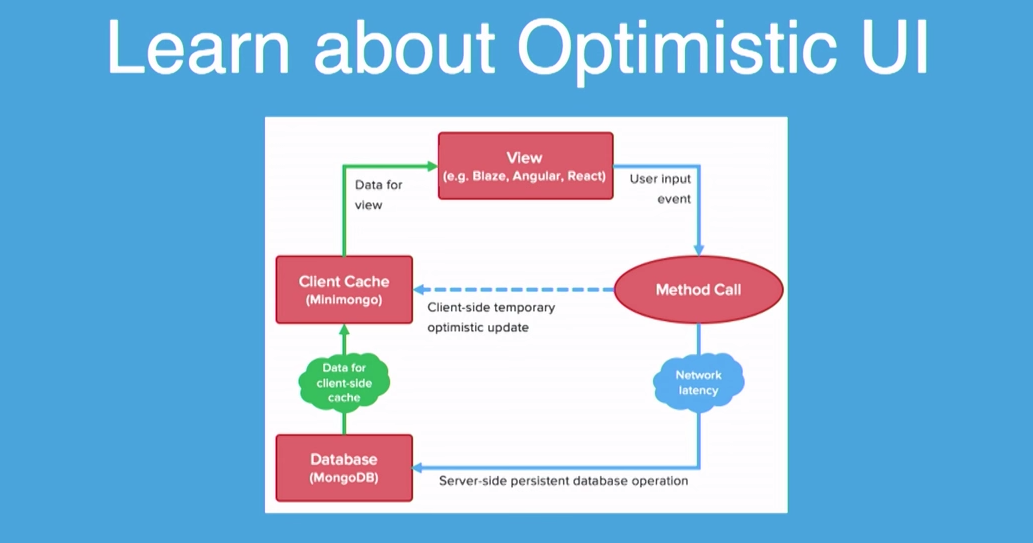 Learn about Optimistic UI
View
(e.g. Blaze, Angular, React)
Data for
view
User input
event
Client Cache
(Minimongo)
Method Call
Client-side temporary
optimistic update
Data for
client-side
cache
Network
latency
Database
(MongoDB)
Server-side persistent database operation